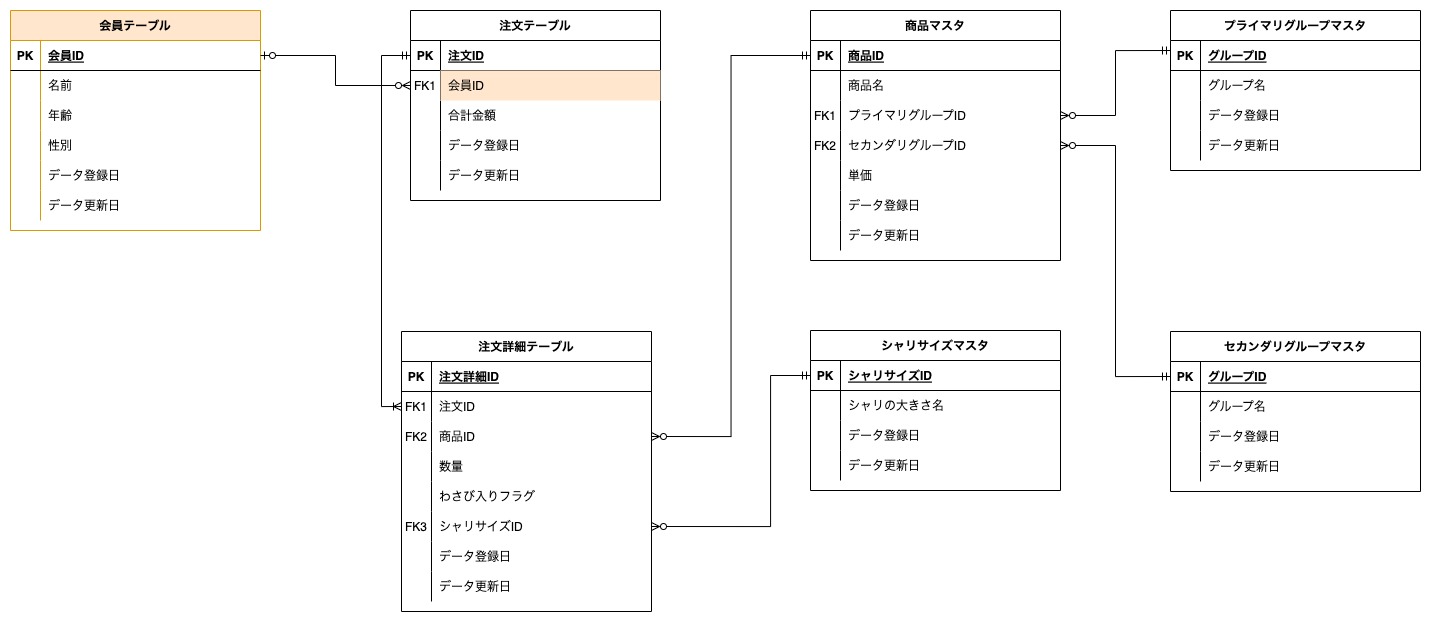 会員テーブル
PK 会員ID
名前
年齢
性別
データ登録日
データ更新日
注文テーブル
PK 注文ID
FK1 会員ID
合計金額
データ登録日
データ更新日
商品マスタ
PK 商品ID
商品名
FK1 プライマリグループID
FK2 セカンダリグループID
単価
データ登録日
データ更新日
プライマリグループマスタ
PK グループID
グループ名
データ登録日
データ更新日
注文詳細テーブル
PK 注文詳細ID
FK1 注文ID
FK2 商品ID
数量
わさび入りフラグ
FK3 シャリサイズID
データ登録日
データ更新日
シャリサイズマスタ
PK シャリサイズID
シャリの大きさ名
データ登録日
データ更新日
セカンダリグループマスタ
PK グループID
グループ名
データ登録日
データ更新日